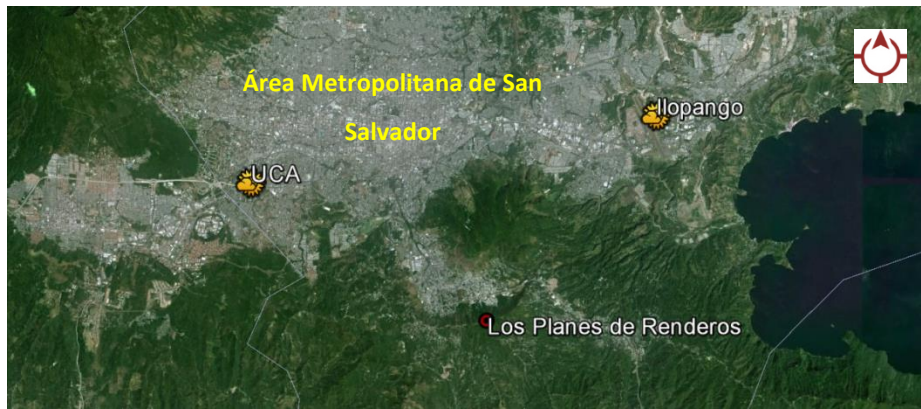 Área Metropolitana de San
Salvador
Ilopango
UCA
Los Planes de Renderos